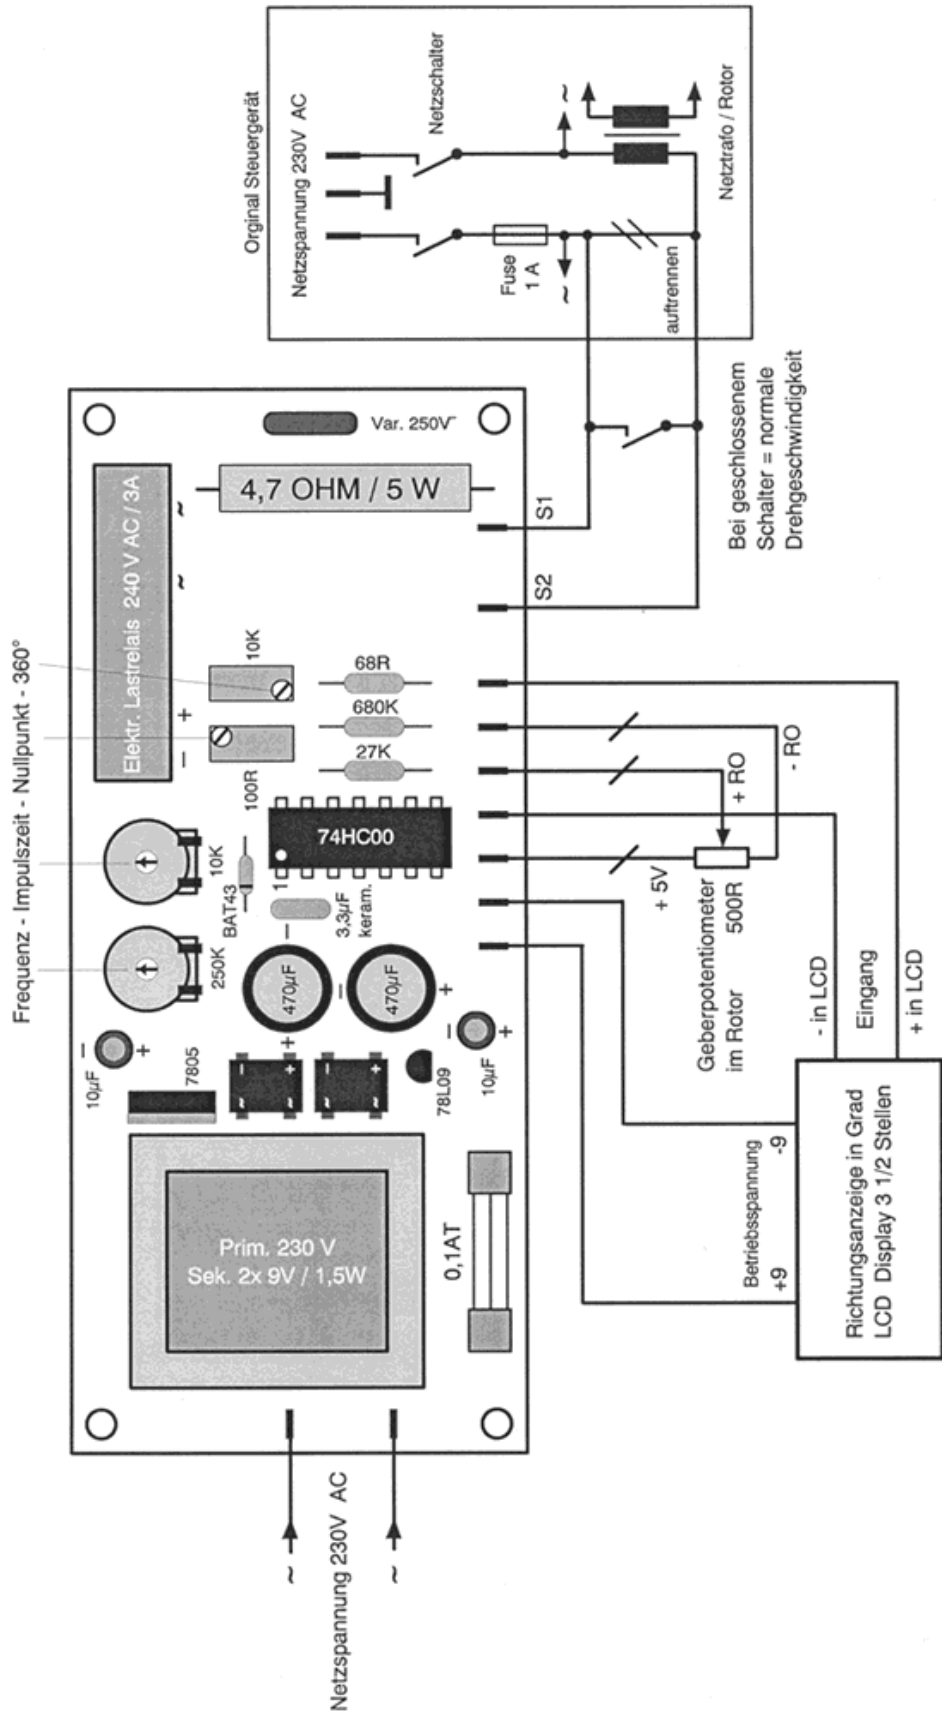 Frequenz - Impulszeit - Nullpunkt - 360°
Elektr. Lastrelais 240 V AC / 3A
~ ~
- +
Var. 250V~
4,7 OHM / 5 W
10K
100R
68R
680K
27K
10K
250K
BAT43
1
74HC00
3,3µF
keram.
-
470µF
+
-
470µF
+
-
10µF
+
7805
- +
~ ~
- +
~ ~
78L09
-
10µF
+
Prim. 230 V
Sek. 2x 9V / 1,5W
0,1AT
~
Netzspannung 230V AC
~
S1
S2
Orginal Steuergerät
Netzspannung 230V AC
Netzschalter
Fuse
1 A
~
~
auftrennen
Netztrafo / Rotor
Bei geschlossenem
Schalter = normale
Drehgeschwindigkeit
+ 5V
+ RO
- RO
Geberpotentiometer
im Rotor 500R
- in LCD
Eingang
+ in LCD
Betriebsspannung
+9 -9
Richtungsanzeige in Grad
LCD Display 3 1/2 Stellen